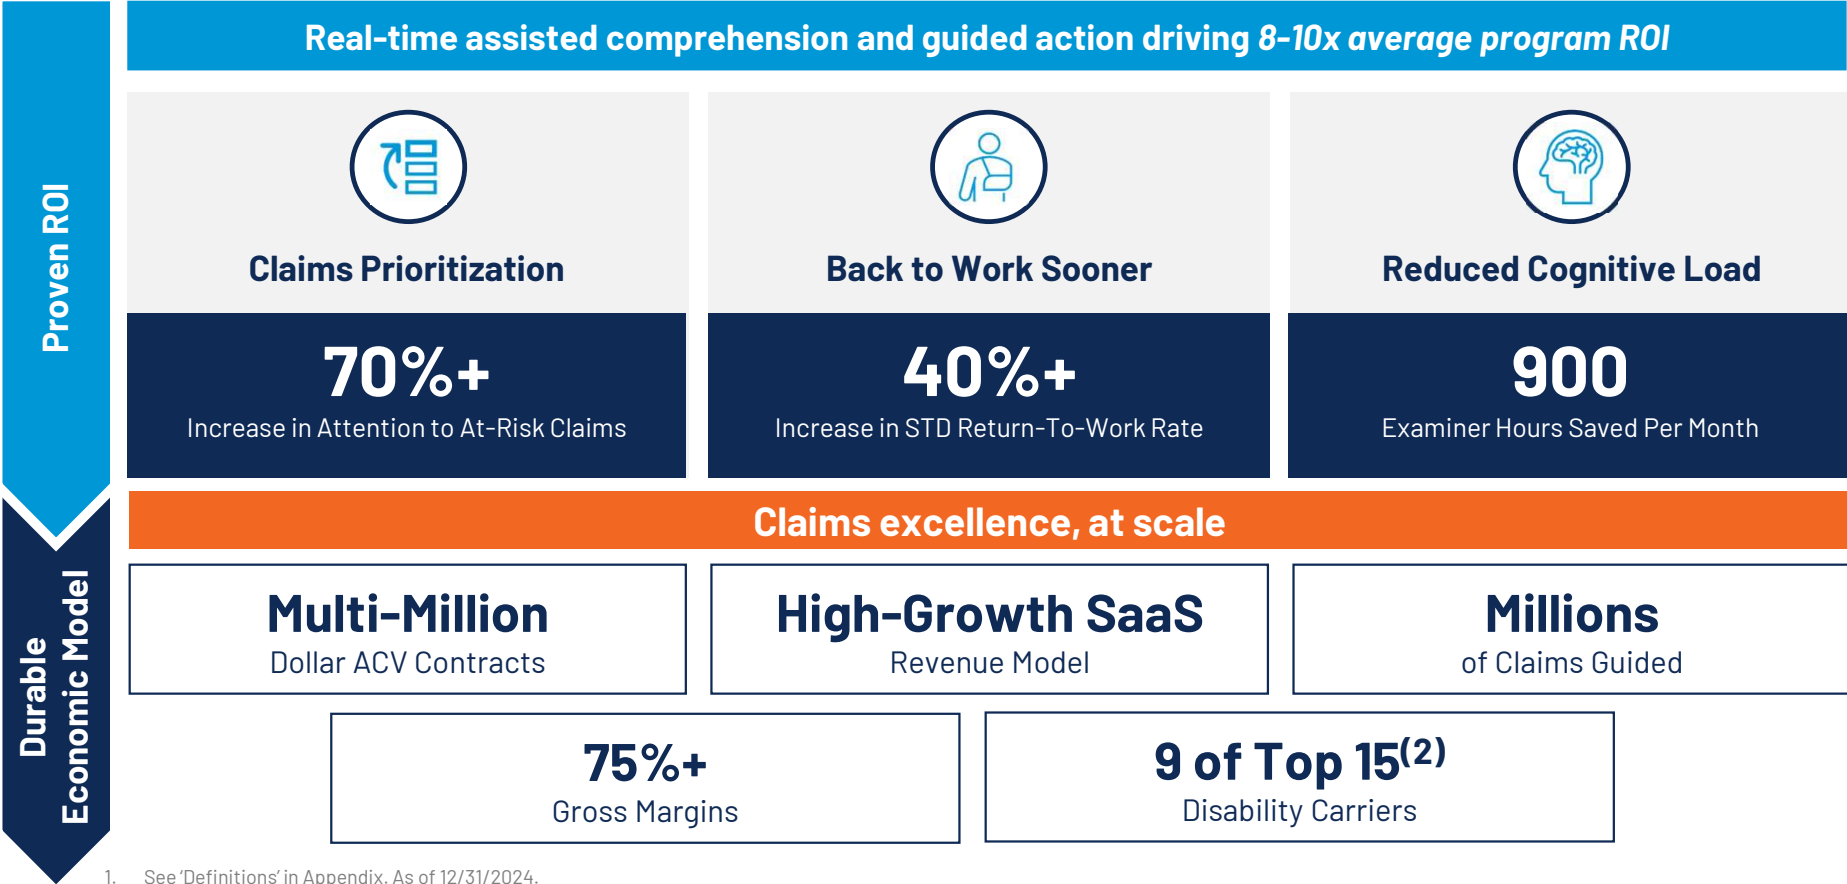 Real-time assisted comprehension and guided action driving 8-10x average program ROI
Proven ROI
Claims Prioritization
70%+
Increase in Attention to At-Risk Claims
Back to Work Sooner
40%+
Increase in STD Return-To-Work Rate
Reduced Cognitive Load
900
Examiner Hours Saved Per Month
Claims excellence, at scale
Durable
Economic Model
Multi-Million
Dollar ACV Contracts
High-Growth SaaS
Revenue Model
Millions
of Claims Guided
75%+
Gross Margins
9 of Top 15(2)
Disability Carriers
1. See 'Definitions' in Appendix. As of 12/31/2024.